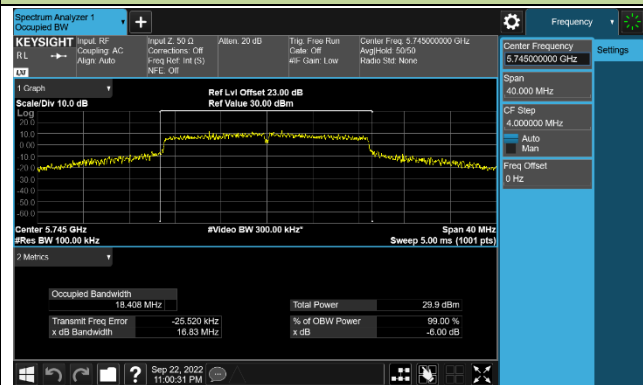 Spectrum Analyzer 1
Occupied BW
+
Frequency
KEYSIGHT
RL
LXI
Input: RF
Coupling: AC
Align: Auto
Input Z: 50 Ω
Corrections: Off
Freq Ref: Int (S)
NFE: Off
Atten: 20 dB
Trig: Free Run
Gate: Off
#IF Gain: Low
Center Freq: 5.745000000 GHz
Avg|Hold: 50/50
Radio Std: None
Center Frequency
5.745000000 GHz
Settings
Span
40.000 MHz
CF Step
4.000000 MHz
Auto
Man
Freq Offset
0 Hz
1 Graph
Scale/Div 10.0 dB
Ref Lvl Offset 23.00 dB
Ref Value 30.00 dBm
Log
20.0
10.0
0.00
-10.0
-20.0
-30.0
-40.0
-50.0
-60.0
Center 5.745 GHz
#Video BW 300.00 kHz*
Span 40 MHz
#Res BW 100.00 kHz
Sweep 5.00 ms (1001 pts)
2 Metrics
Occupied Bandwidth
18.408 MHz
Total Power 29.9 dBm
Transmit Freq Error -25.520 kHz
% of OBW Power 99.00 %
x dB Bandwidth 16.83 MHz
x dB -6.00 dB
?
Sep 22, 2022
11:00:31 PM